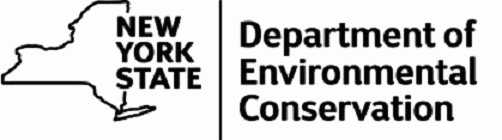 NEW
YORK
STATE
Department of
Environmental
Conservation